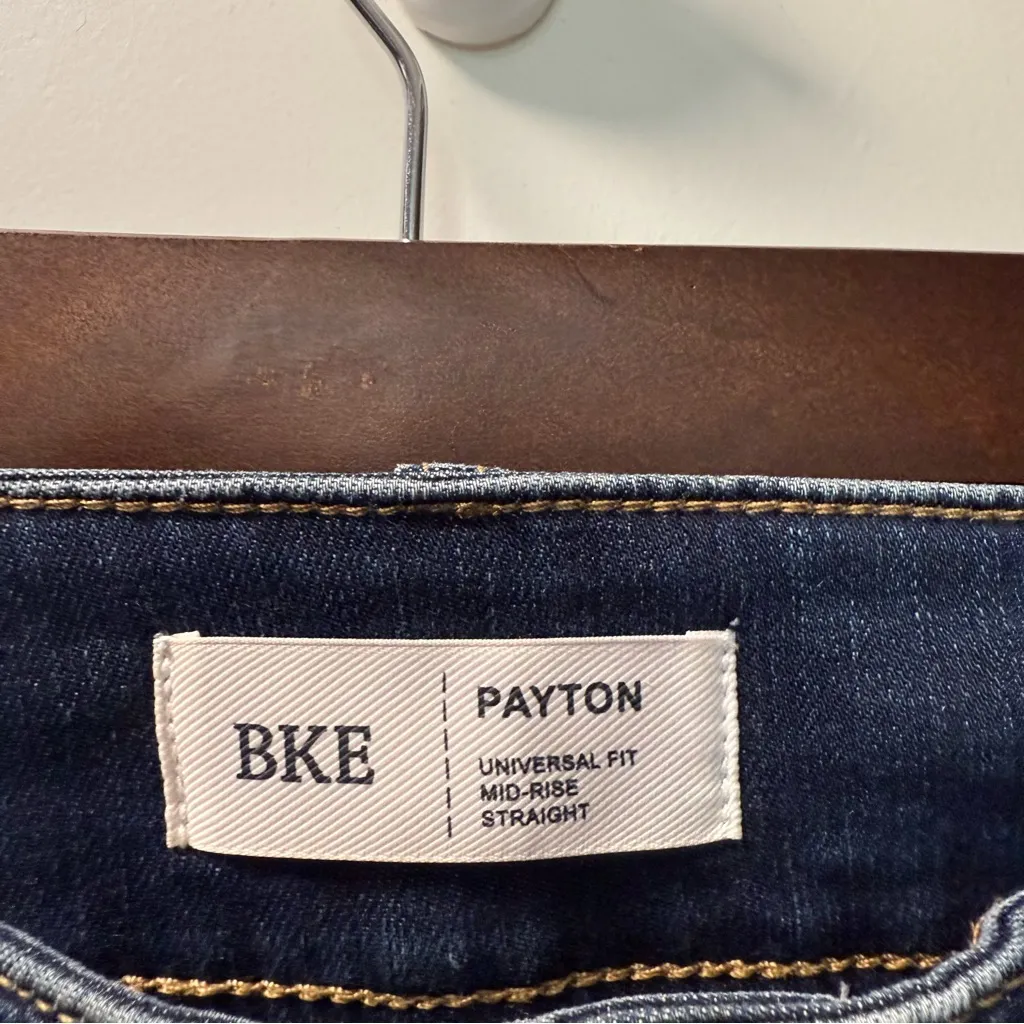 BKE
PAYTON
UNIVERSAL FIT
MID-RISE
STRAIGHT